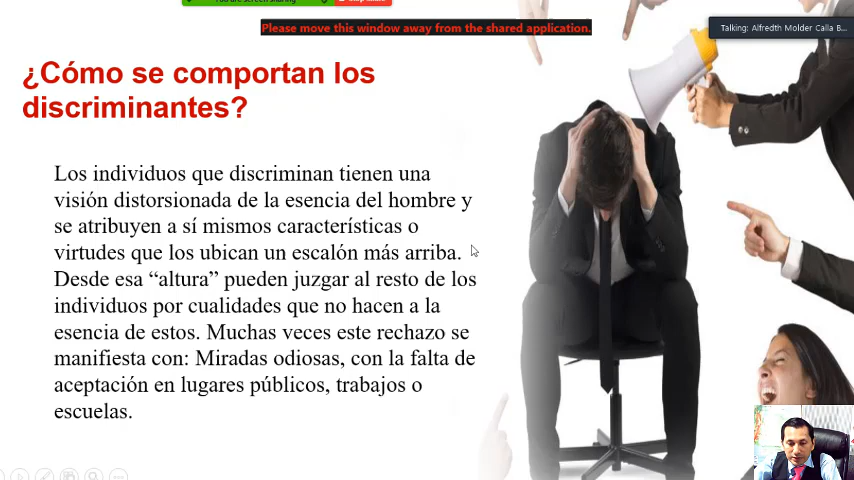 Please move this window away from the shared application.
Talking: Alfredth Molder Calla B...
¿Cómo se comportan los
discriminantes?
Los individuos que discriminan tienen una
visión distorsionada de la esencia del hombre y
se atribuyen a sí mismos características o
virtudes que los ubican un escalón más arriba.
Desde esa “altura” pueden juzgar al resto de los
individuos por cualidades que no hacen a la
esencia de estos. Muchas veces este rechazo se
manifiesta con: Miradas odiosas, con la falta de
aceptación en lugares públicos, trabajos o
escuelas.